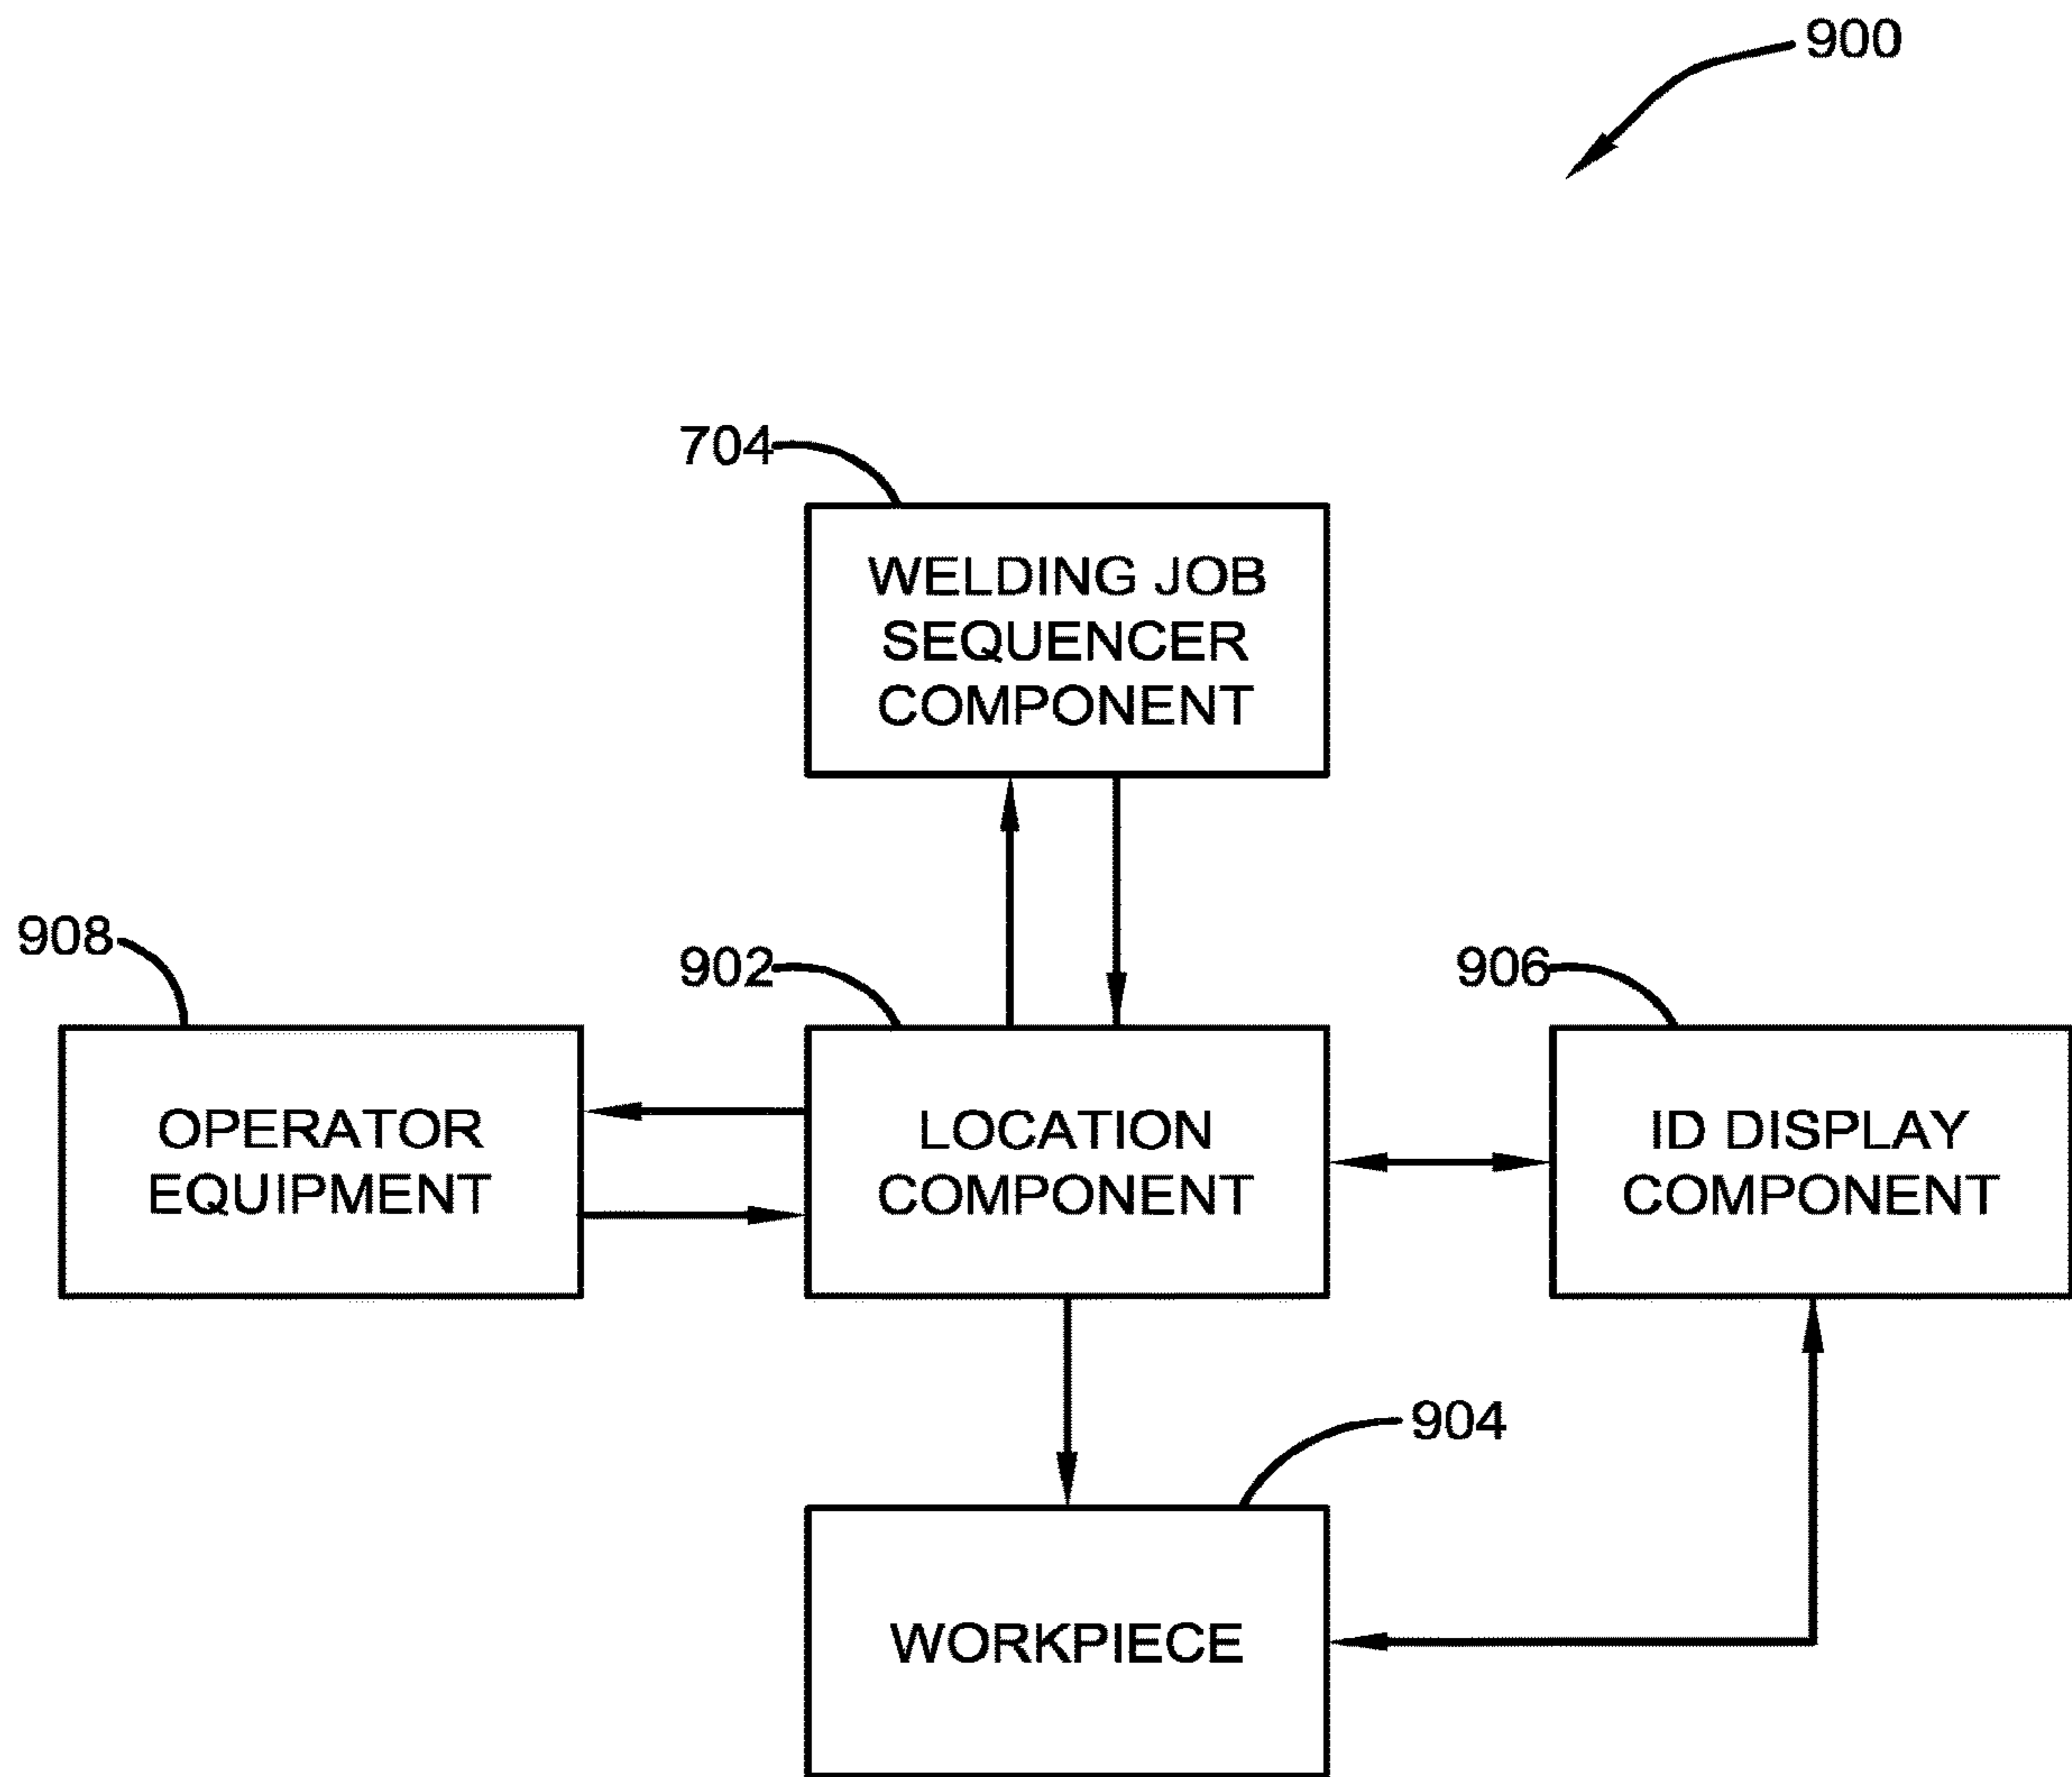 900
704
WELDING JOB
SEQUENCER
COMPONENT
908
902
906
OPERATOR
EQUIPMENT
LOCATION
COMPONENT
ID DISPLAY
COMPONENT
904
WORKPIECE